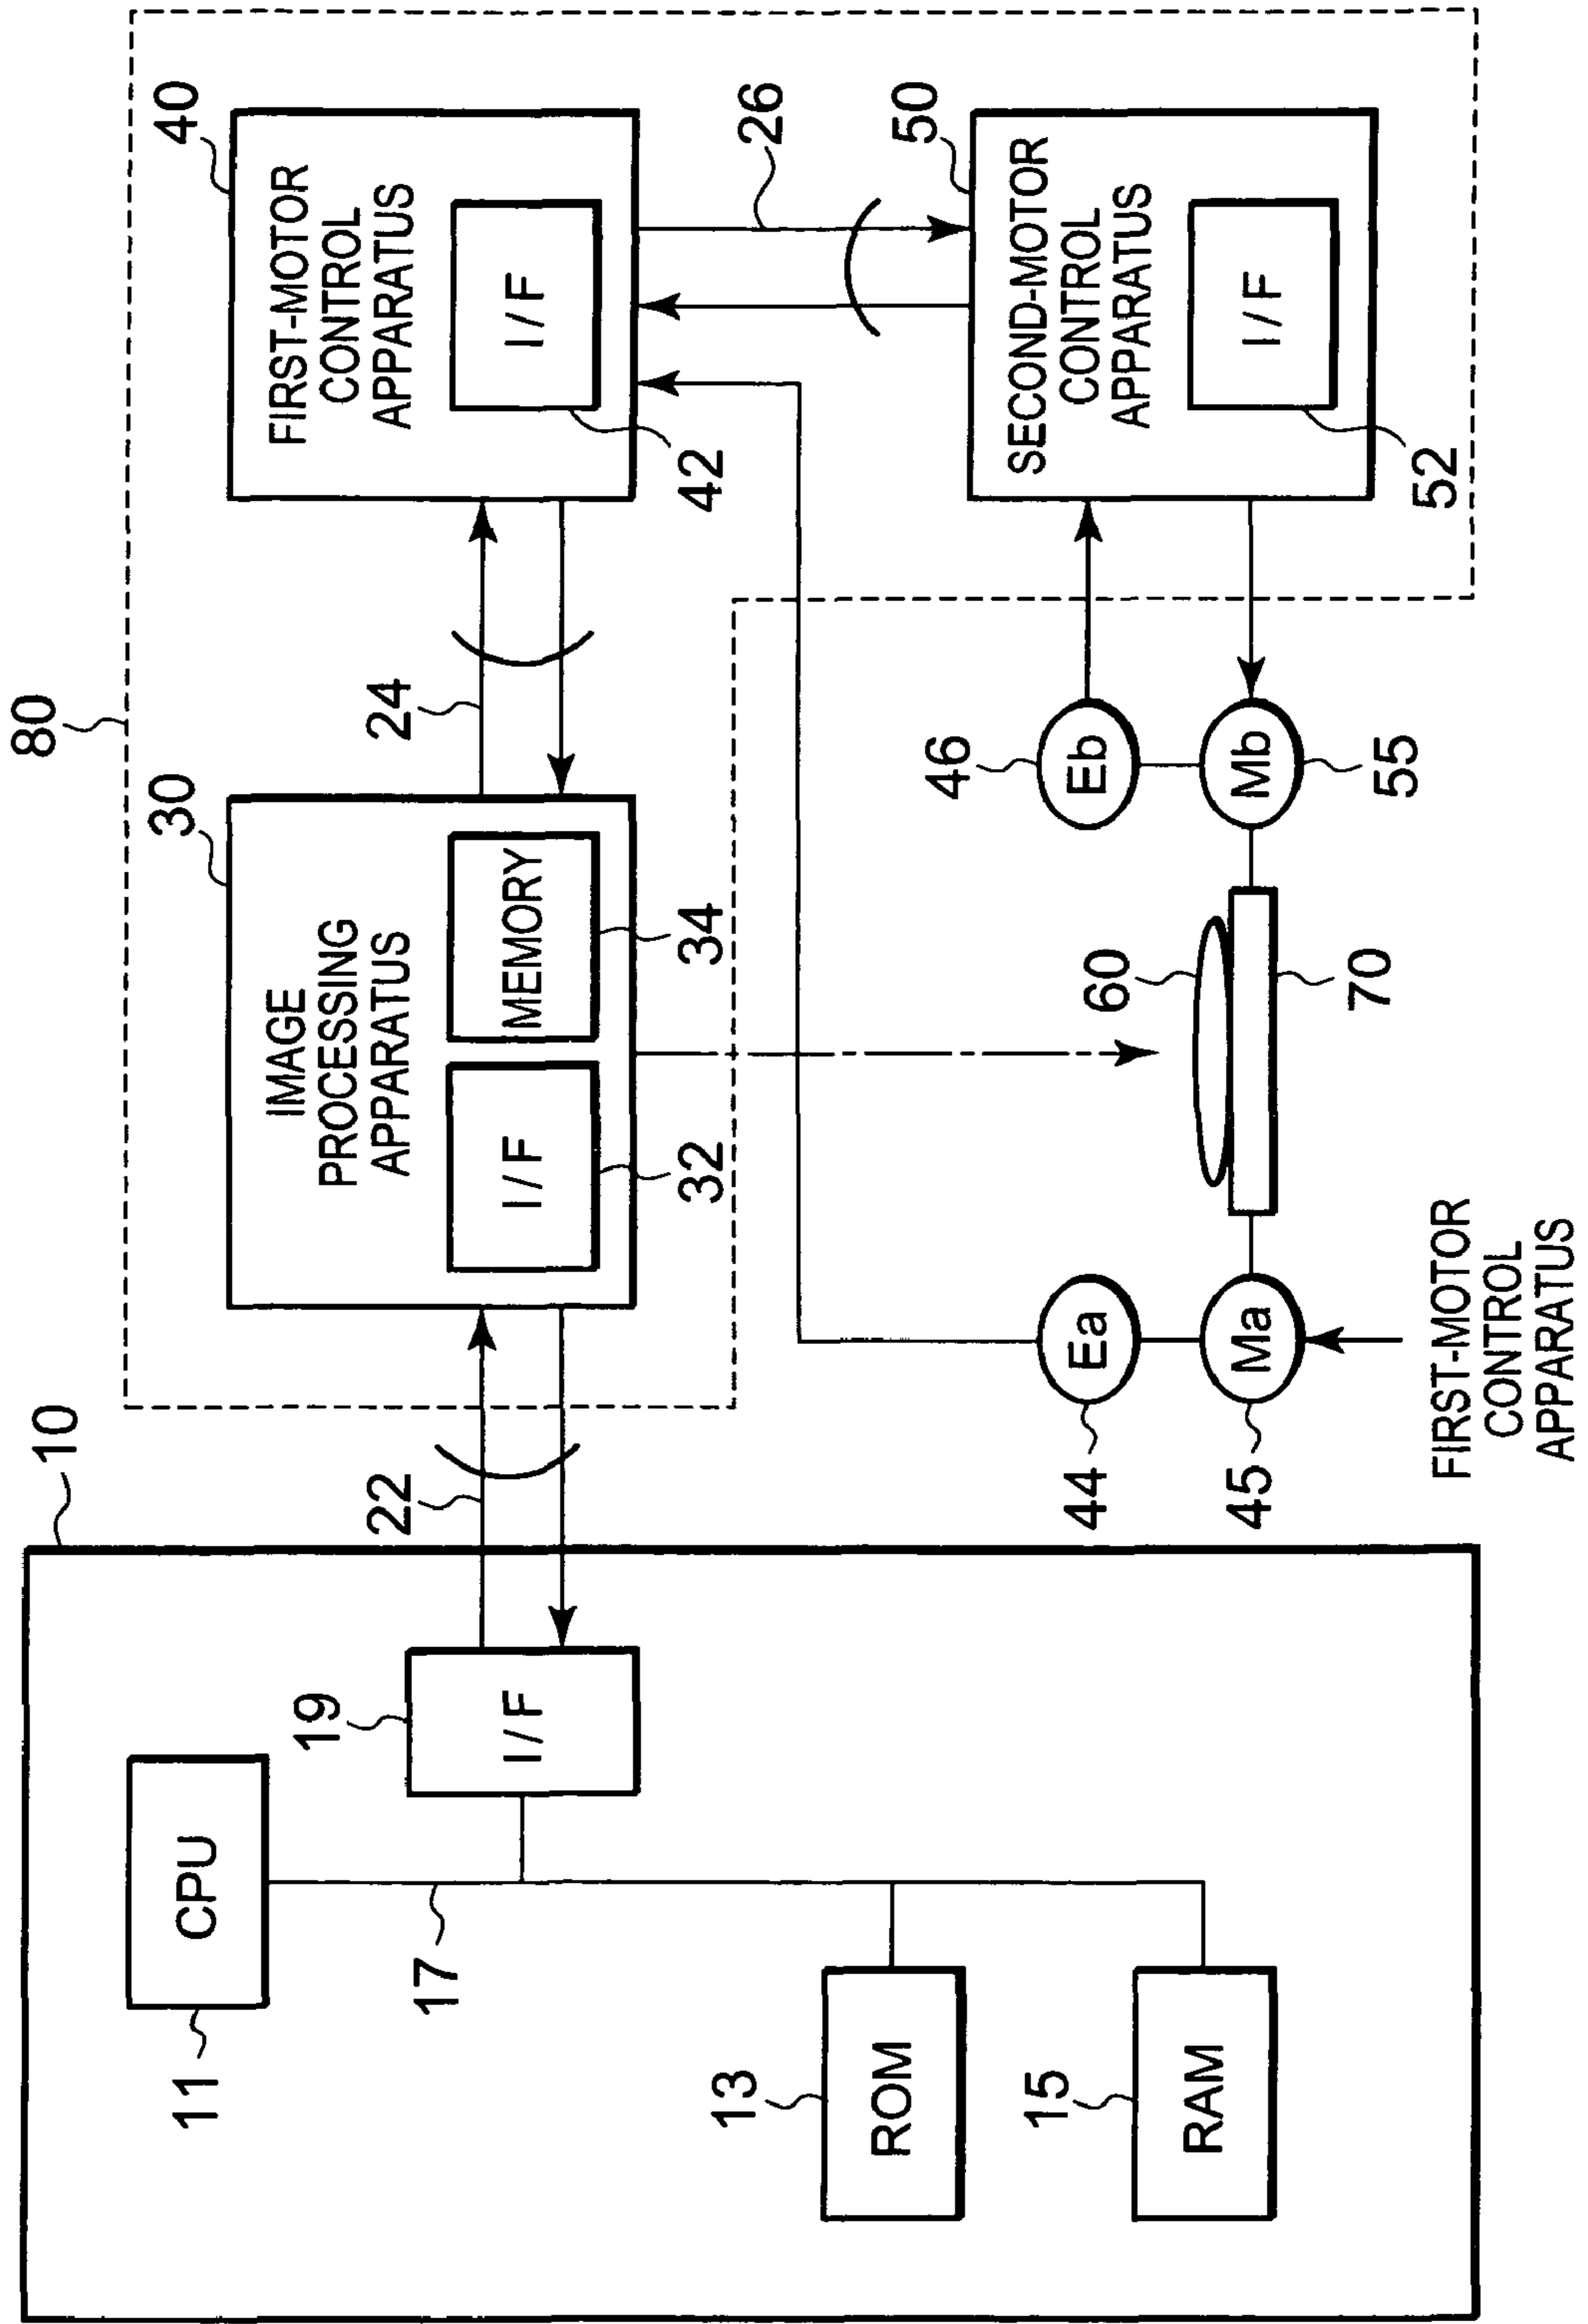 10
CPU
11
17
19
I/F
13
ROM
15
RAM
22
80
30
IMAGE
PROCESSING
APPARATUS
I/F
MEMORY
32
34
24
40
FIRST-MOTOR
CONTROL
APPARATUS
I/F
42
26
50
SECOND-MOTOR
CONTROL
APPARATUS
I/F
52
44
Ea
45
Ma
FIRST-MOTOR
CONTROL
APPARATUS
60
70
46
Eb
Mb
55